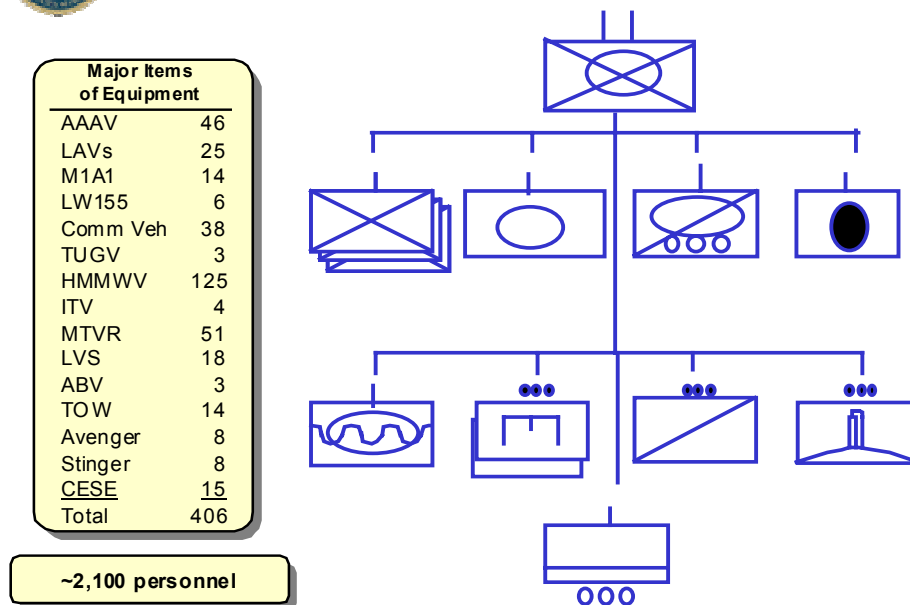 Major Items
of Equipment
AAAV 46
LAVs 25
M1A1 14
LW155 6
Comm Veh 38
TUGV 3
HMMWV 125
ITV 4
MTVR 51
LVS 18
ABV 3
TOW 14
Avenger 8
Stinger 8
CESE 15
Total 406
~2,100 personnel